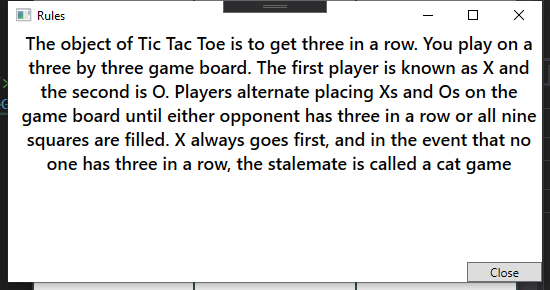 Rules
The object of Tic Tac Toe is to get three in a row. You play on a
three by three game board. The first player is known as X and
the second is O. Players alternate placing Xs and Os on the
game board until either opponent has three in a row or all nine
squares are filled. X always goes first, and in the event that no
one has three in a row, the stalemate is called a cat game
Close